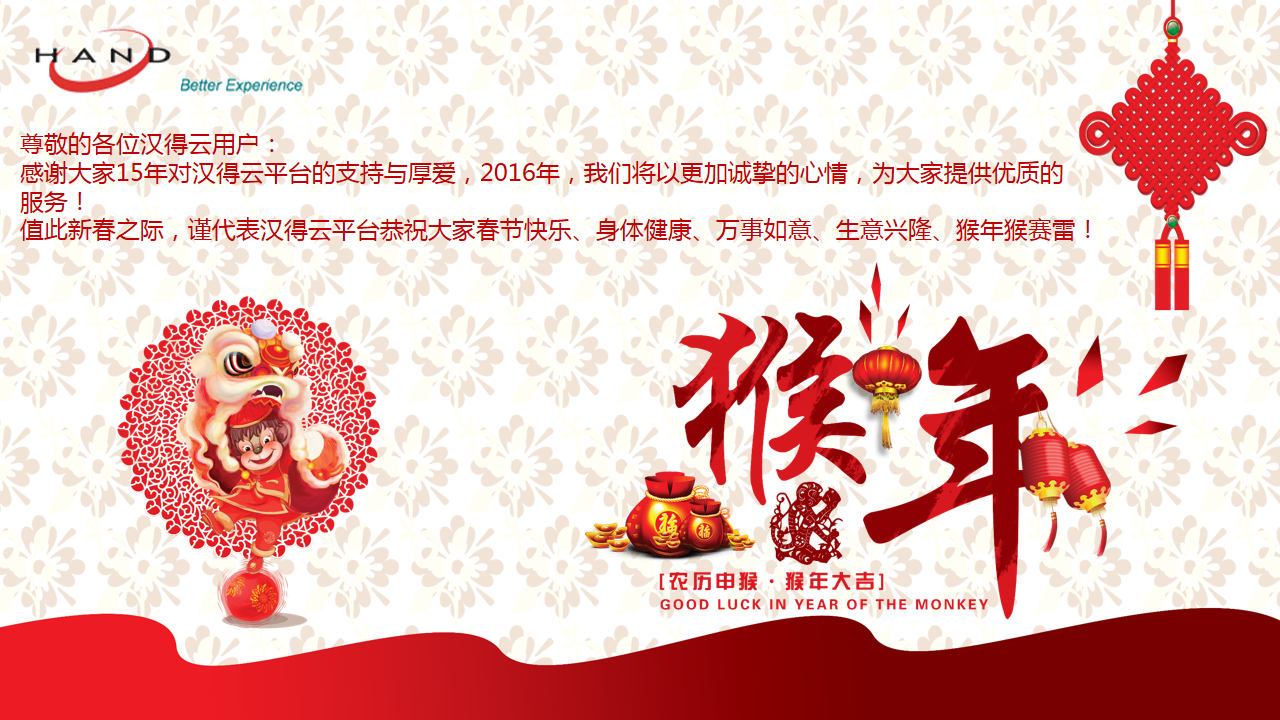 HAND
Better Experience
尊敬的各位汉得云用户：
感谢大家15年对汉得云平台的支持与厚爱，2016年，我们将以更加诚挚的心情，为大家提供优质的
服务！
值此新春之际，谨代表汉得云平台恭祝大家春节快乐、身体健康、万事如意、生意兴隆、猴年猴赛雷！
猴年
福
福
[农历申猴·猴年大吉]
GOOD LUCK IN YEAR OF THE MONKEY